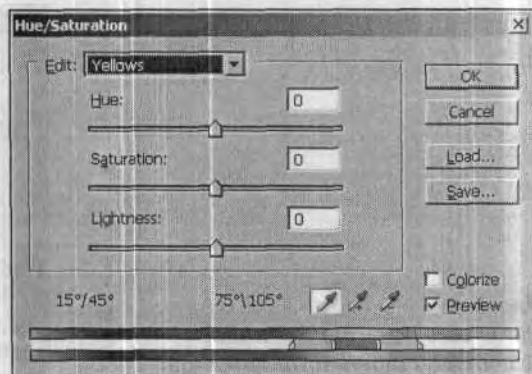 Hue/Saturation
Edit: Yellows
OK
Hue: 0
Cancel
Saturation: 0
Load...
Save...
Lightness: 0
Colorize
15°/45° 75°\105° Preview